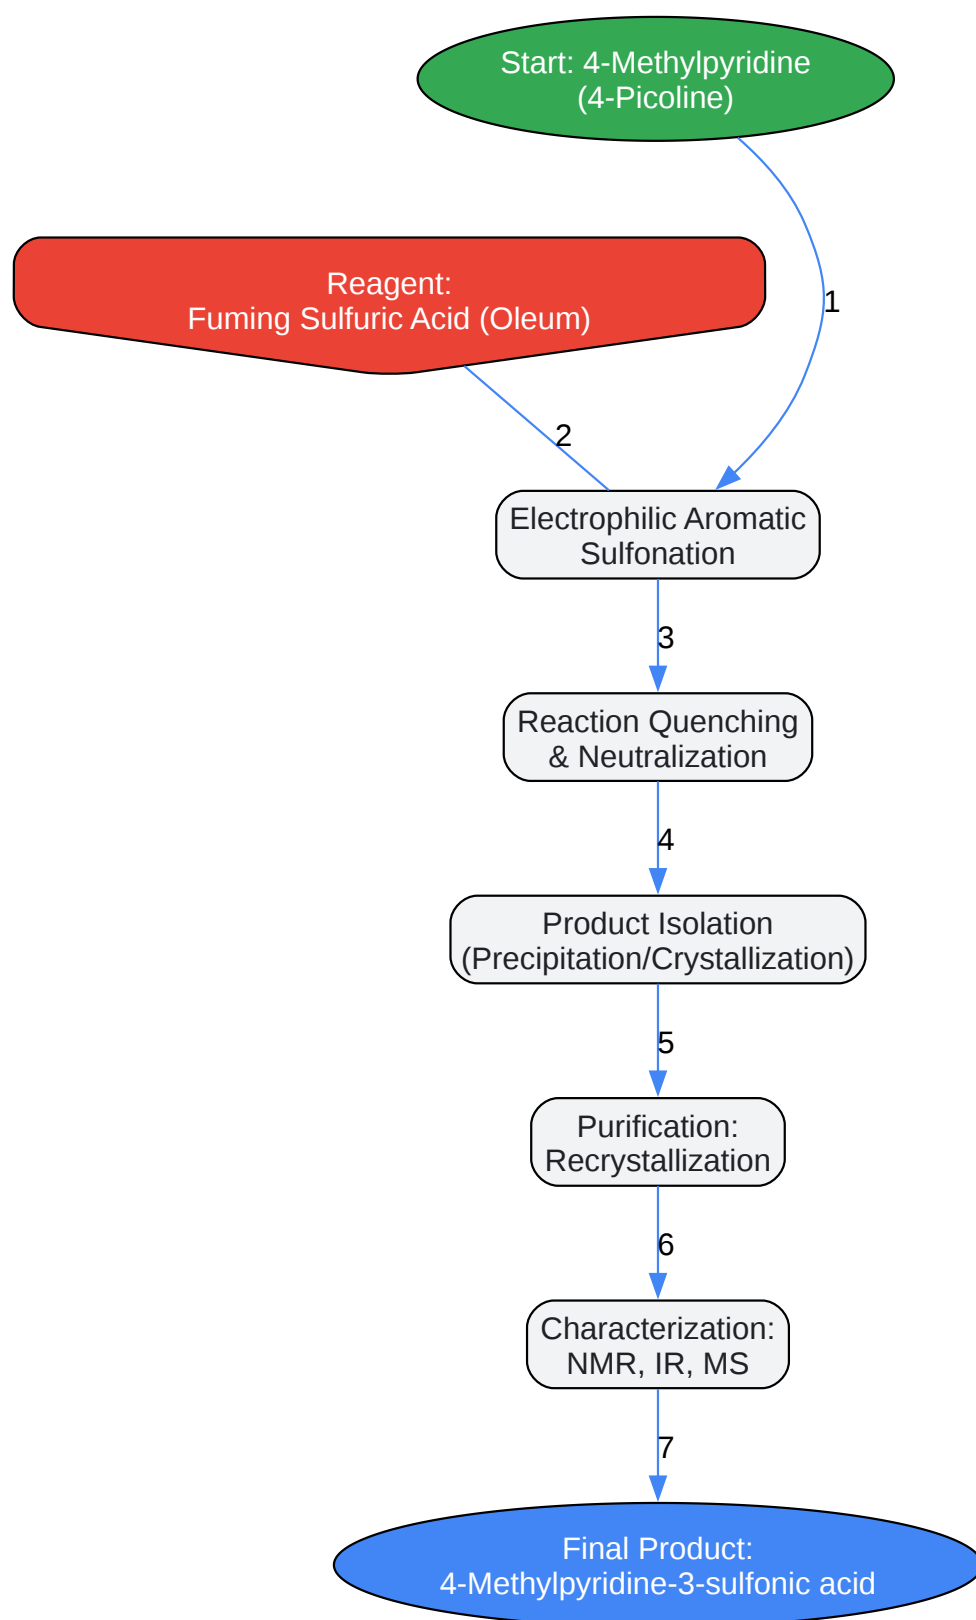 Start: 4-Methylpyridine
(4-Picoline)
Reagent:
Fuming Sulfuric Acid (Oleum)
1
2
Electrophilic Aromatic
Sulfonation
3
Reaction Quenching
& Neutralization
4
Product Isolation
(Precipitation/Crystallization)
5
Purification:
Recrystallization
6
Characterization:
NMR, IR, MS
7
Final Product:
4-Methylpyridine-3-sulfonic acid